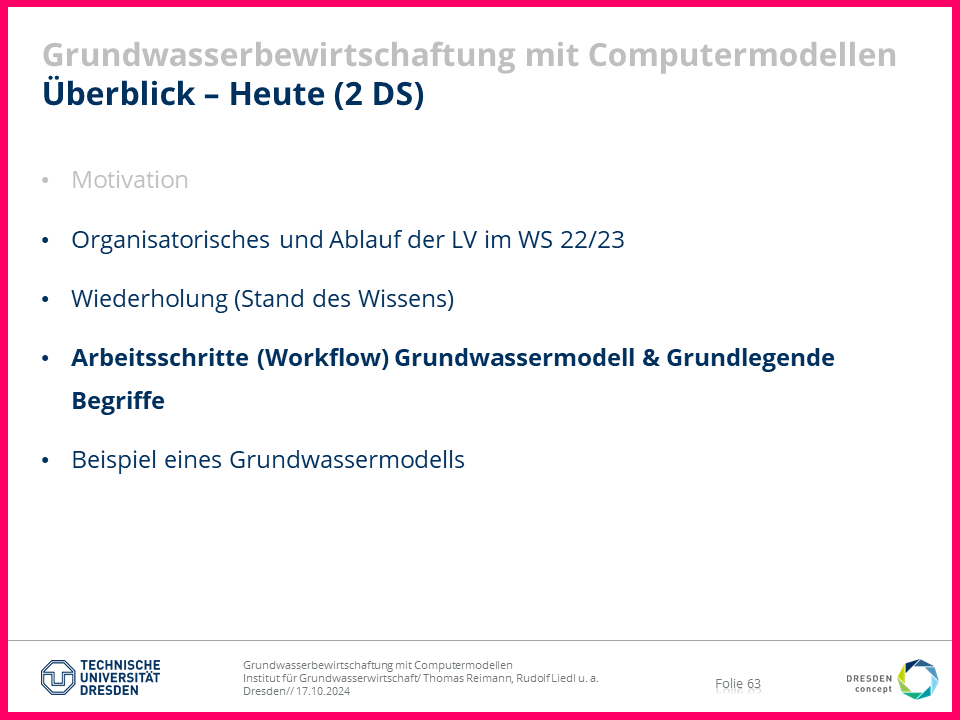 Grundwasserbewirtschaftung mit Computermodellen
Überblick – Heute (2 DS)
• Motivation
• Organisatorisches und Ablauf der LV im WS 22/23
• Wiederholung (Stand des Wissens)
• Arbeitsschritte (Workflow) Grundwassermodell & Grundlegende
Begriffe
• Beispiel eines Grundwassermodells
TECHNISCHE
UNIVERSITÄT
DRESDEN
Grundwasserbewirtschaftung mit Computermodellen
Institut für Grundwasserwirtschaft/ Thomas Reimann, Rudolf Liedl u. a.
Dresden// 17.10.2024
Folie 63
DRESDEN
concept